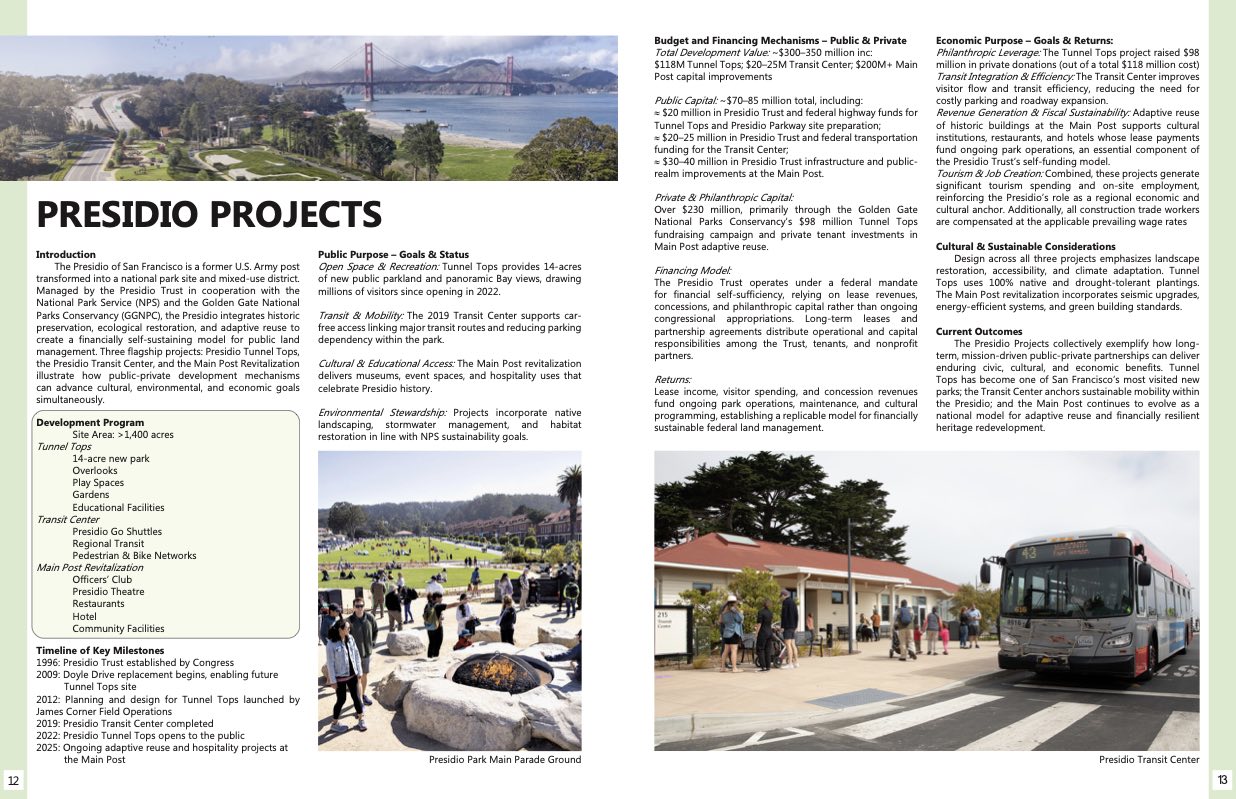 PRESIDIO PROJECTS
Introduction
The Presidio of San Francisco is a former U.S. Army post
transformed into a national park site and mixed-use district.
Managed by the Presidio Trust in cooperation with the
National Park Service (NPS) and the Golden Gate National
Parks Conservancy (GGNPC), the Presidio integrates historic
preservation, ecological restoration, and adaptive reuse to
create a financially self-sustaining model for public land
management. Three flagship projects: Presidio Tunnel Tops,
the Presidio Transit Center, and the Main Post Revitalization
illustrate how public-private development mechanisms
can advance cultural, environmental, and economic goals
simultaneously.
Development Program
Site Area: >1,400 acres
Tunnel Tops
14-acre new park
Overlooks
Play Spaces
Gardens
Educational Facilities
Transit Center
Presidio Go Shuttles
Regional Transit
Pedestrian & Bike Networks
Main Post Revitalization
Officers' Club
Presidio Theatre
Restaurants
Hotel
Community Facilities
Timeline of Key Milestones
1996: Presidio Trust established by Congress
2009: Doyle Drive replacement begins, enabling future
Tunnel Tops site
2012: Planning and design for Tunnel Tops launched by
James Corner Field Operations
2019: Presidio Transit Center completed
2022: Presidio Tunnel Tops opens to the public
2025: Ongoing adaptive reuse and hospitality projects at
the Main Post
12
Public Purpose – Goals & Status
Open Space & Recreation: Tunnel Tops provides 14-acres
of new public parkland and panoramic Bay views, drawing
millions of visitors since opening in 2022.
Transit & Mobility: The 2019 Transit Center supports car-
free access linking major transit routes and reducing parking
dependency within the park.
Cultural & Educational Access: The Main Post revitalization
delivers museums, event spaces, and hospitality uses that
celebrate Presidio history.
Environmental Stewardship: Projects incorporate native
landscaping, stormwater management, and habitat
restoration in line with NPS sustainability goals.
Presidio Park Main Parade Ground
Budget and Financing Mechanisms – Public & Private
Total Development Value: ~$300–350 million inc:
$118M Tunnel Tops; $20–25M Transit Center; $200M+ Main
Post capital improvements
Public Capital: ~$70–85 million total, including:
≈ $20 million in Presidio Trust and federal highway funds for
Tunnel Tops and Presidio Parkway site preparation;
≈ $20–25 million in Presidio Trust and federal transportation
funding for the Transit Center;
≈ $30–40 million in Presidio Trust infrastructure and public-
realm improvements at the Main Post.
Private & Philanthropic Capital:
Over $230 million, primarily through the Golden Gate
National Parks Conservancy's $98 million Tunnel Tops
fundraising campaign and private tenant investments in
Main Post adaptive reuse.
Financing Model:
The Presidio Trust operates under a federal mandate
for financial self-sufficiency, relying on lease revenues,
concessions, and philanthropic capital rather than ongoing
congressional appropriations. Long-term leases and
partnership agreements distribute operational and capital
responsibilities among the Trust, tenants, and nonprofit
partners.
Returns:
Lease income, visitor spending, and concession revenues
fund ongoing park operations, maintenance, and cultural
programming, establishing a replicable model for financially
sustainable federal land management.
Economic Purpose – Goals & Returns:
Philanthropic Leverage: The Tunnel Tops project raised $98
million in private donations (out of a total $118 million cost)
Transit Integration & Efficiency: The Transit Center improves
visitor flow and transit efficiency, reducing the need for
costly parking and roadway expansion.
Revenue Generation & Fiscal Sustainability: Adaptive reuse
of historic buildings at the Main Post supports cultural
institutions, restaurants, and hotels whose lease payments
fund ongoing park operations, an essential component of
the Presidio Trust's self-funding model.
Tourism & Job Creation: Combined, these projects generate
significant tourism spending and on-site employment,
reinforcing the Presidio's role as a regional economic and
cultural anchor. Additionally, all construction trade workers
are compensated at the applicable prevailing wage rates
Cultural & Sustainable Considerations
Design across all three projects emphasizes landscape
restoration, accessibility, and climate adaptation. Tunnel
Tops uses 100% native and drought-tolerant plantings.
The Main Post revitalization incorporates seismic upgrades,
energy-efficient systems, and green building standards.
Current Outcomes
The Presidio Projects collectively exemplify how long-
term, mission-driven public-private partnerships can deliver
enduring civic, cultural, and economic benefits. Tunnel
Tops has become one of San Francisco's most visited new
parks; the Transit Center anchors sustainable mobility within
the Presidio; and the Main Post continues to evolve as a
national model for adaptive reuse and financially resilient
heritage redevelopment.
215
Transit
Center
43
Presidio Transit Center
13